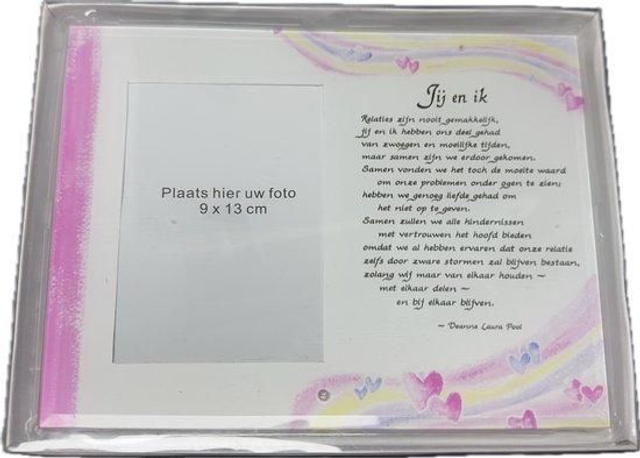 Plaats hier uw foto
9 x 13 cm
Jij en ik
Relaties zijn nooit gemakkelijk,
jij en ik hebben ons deel gehad
van zwoegen en moeilijke tijden,
maar samen zijn we erdoor gekomen.
Samen vonden we het toch de moeite waard
om onze problemen onder ogen te zien;
hebben we genoeg liefde gehad om
het niet op te geven.
Samen zullen we alle hindernissen
met vertrouwen het hoofd bieden
omdat we al hebben ervaren dat onze relatie
zelfs door zware stormen zal blijven bestaan,
zolang wij maar van elkaar houden ~
met elkaar delen ~
en bij elkaar blijven.
~ Deanne Laura Pool